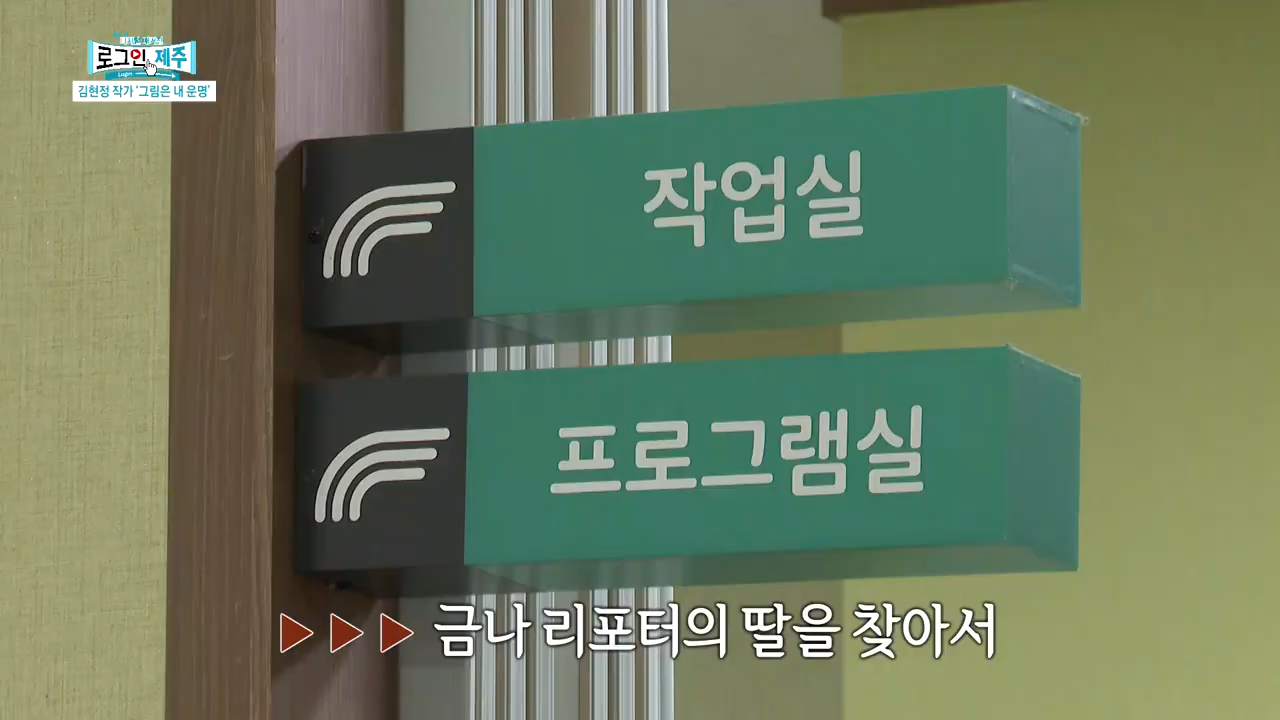 로그인 제주
Login
김현정 작가 '그림은 내 운명'
작업실
프로그램실
금나 리포터의 딸을 찾아서